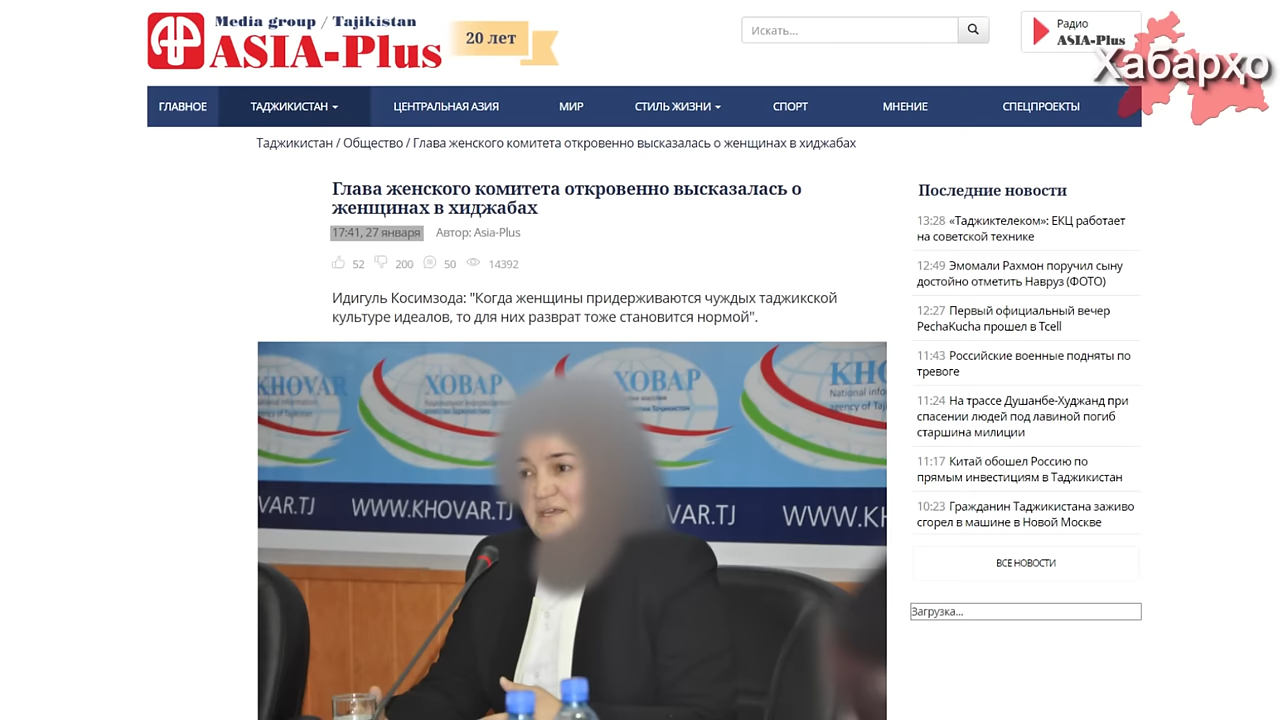 Media group / Tajikistan
ASIA-Plus
20 лет
Искать...
Радио
ASIA-Plus
Хабарҳо
ГЛАВНОЕ ТАДЖИКИСТАН ЦЕНТРАЛЬНАЯ АЗИЯ МИР СТИЛЬ ЖИЗНИ СПОРТ МНЕНИЕ СПЕЦПРОЕКТЫ
Таджикистан / Общество / Глава женского комитета откровенно высказалась о женщинах в хиджабах
Глава женского комитета откровенно высказалась о
женщинах в хиджабах
17:41, 27 января Автор: Asia-Plus
52 200 50 14392
Идигуль Косимзода: "Когда женщины придерживаются чуждых таджикской
культуре идеалов, то для них разврат тоже становится нормой".
KHOVAR ХОВАР ХОВАР KHOV
National information
agency of Taj
VAR.TJ WWW.KHOVAR.TJ VAR.TJ WWW.KH
Последние новости
13:28 «Таджиктелеком»: ЕКЦ работает
на советской технике
12:49 Эмомали Рахмон поручил сыну
достойно отметить Навруз (ФОТО)
12:27 Первый официальный вечер
PechaKucha прошел в Tcell
11:43 Российские военные подняты по
тревоге
11:24 На трассе Душанбе-Худжанд при
спасении людей под лавиной погиб
старшина милиции
11:17 Китай обошел Россию по
прямым инвестициям в Таджикистан
10:23 Гражданин Таджикистана заживо
сгорел в машине в Новой Москве
ВСЕ НОВОСТИ
Загрузка...